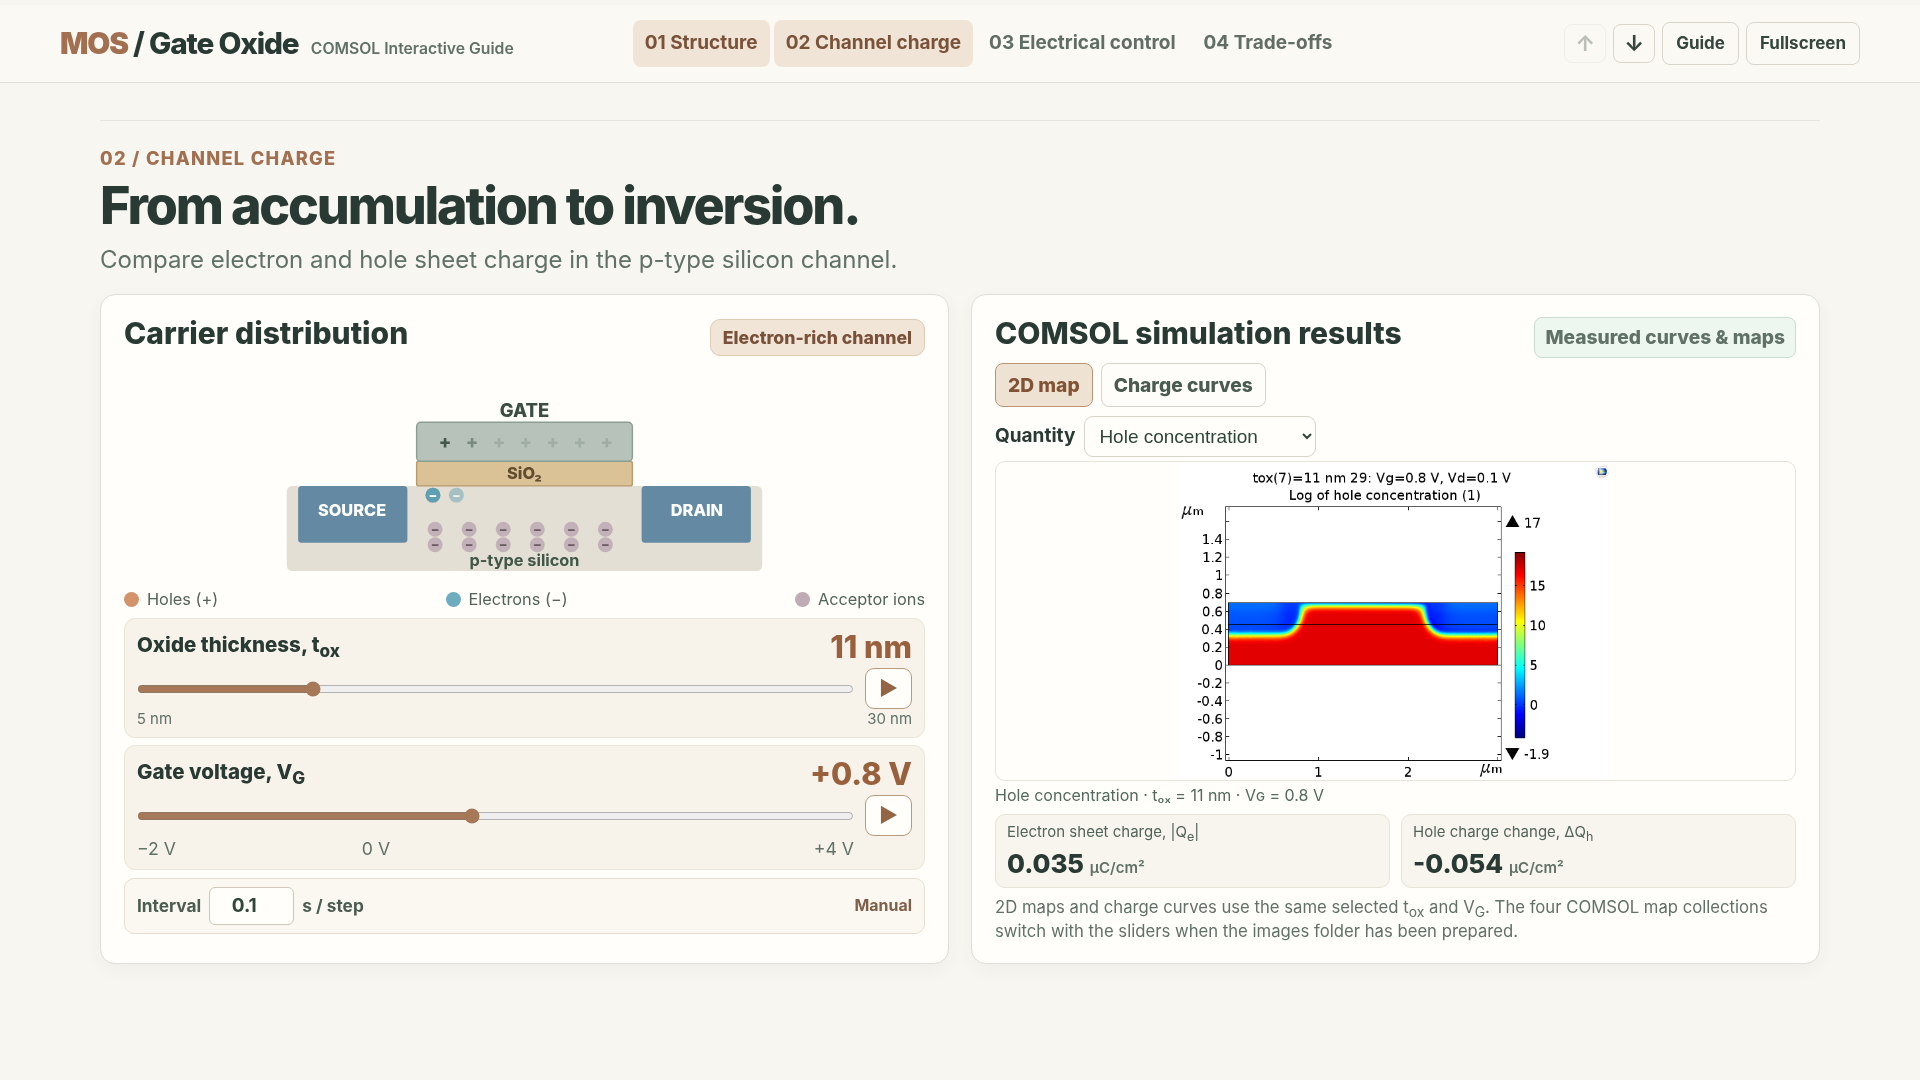 MOS / Gate Oxide COMSOL Interactive Guide
01 Structure
02 Channel charge
03 Electrical control
04 Trade-offs
↑
↓
Guide
Fullscreen
02 / CHANNEL CHARGE
From accumulation to inversion.
Compare electron and hole sheet charge in the p-type silicon channel.
Carrier distribution
Electron-rich channel
GATE
+ + + + + + +
SiO₂
SOURCE
DRAIN
p-type silicon
Holes (+)
Electrons (−)
Acceptor ions
Oxide thickness, tox
11 nm
5 nm
30 nm
Gate voltage, VG
+0.8 V
−2 V
0 V
+4 V
Interval 0.1 s / step
Manual
COMSOL simulation results
Measured curves & maps
2D map
Charge curves
Quantity Hole concentration
tox(7)=11 nm 29: Vg=0.8 V, Vd=0.1 V
Log of hole concentration (1)
µm
1.4
1.2
1
0.8
0.6
0.4
0.2
0
-0.2
-0.4
-0.6
-0.8
-1
0 1 2 µm
▲ 17
15
10
5
0
▼ -1.9
Hole concentration · tₒₓ = 11 nm · Vɢ = 0.8 V
Electron sheet charge, |Qe|
0.035 µC/cm²
Hole charge change, ΔQh
-0.054 µC/cm²
2D maps and charge curves use the same selected tox and VG. The four COMSOL map collections
switch with the sliders when the images folder has been prepared.